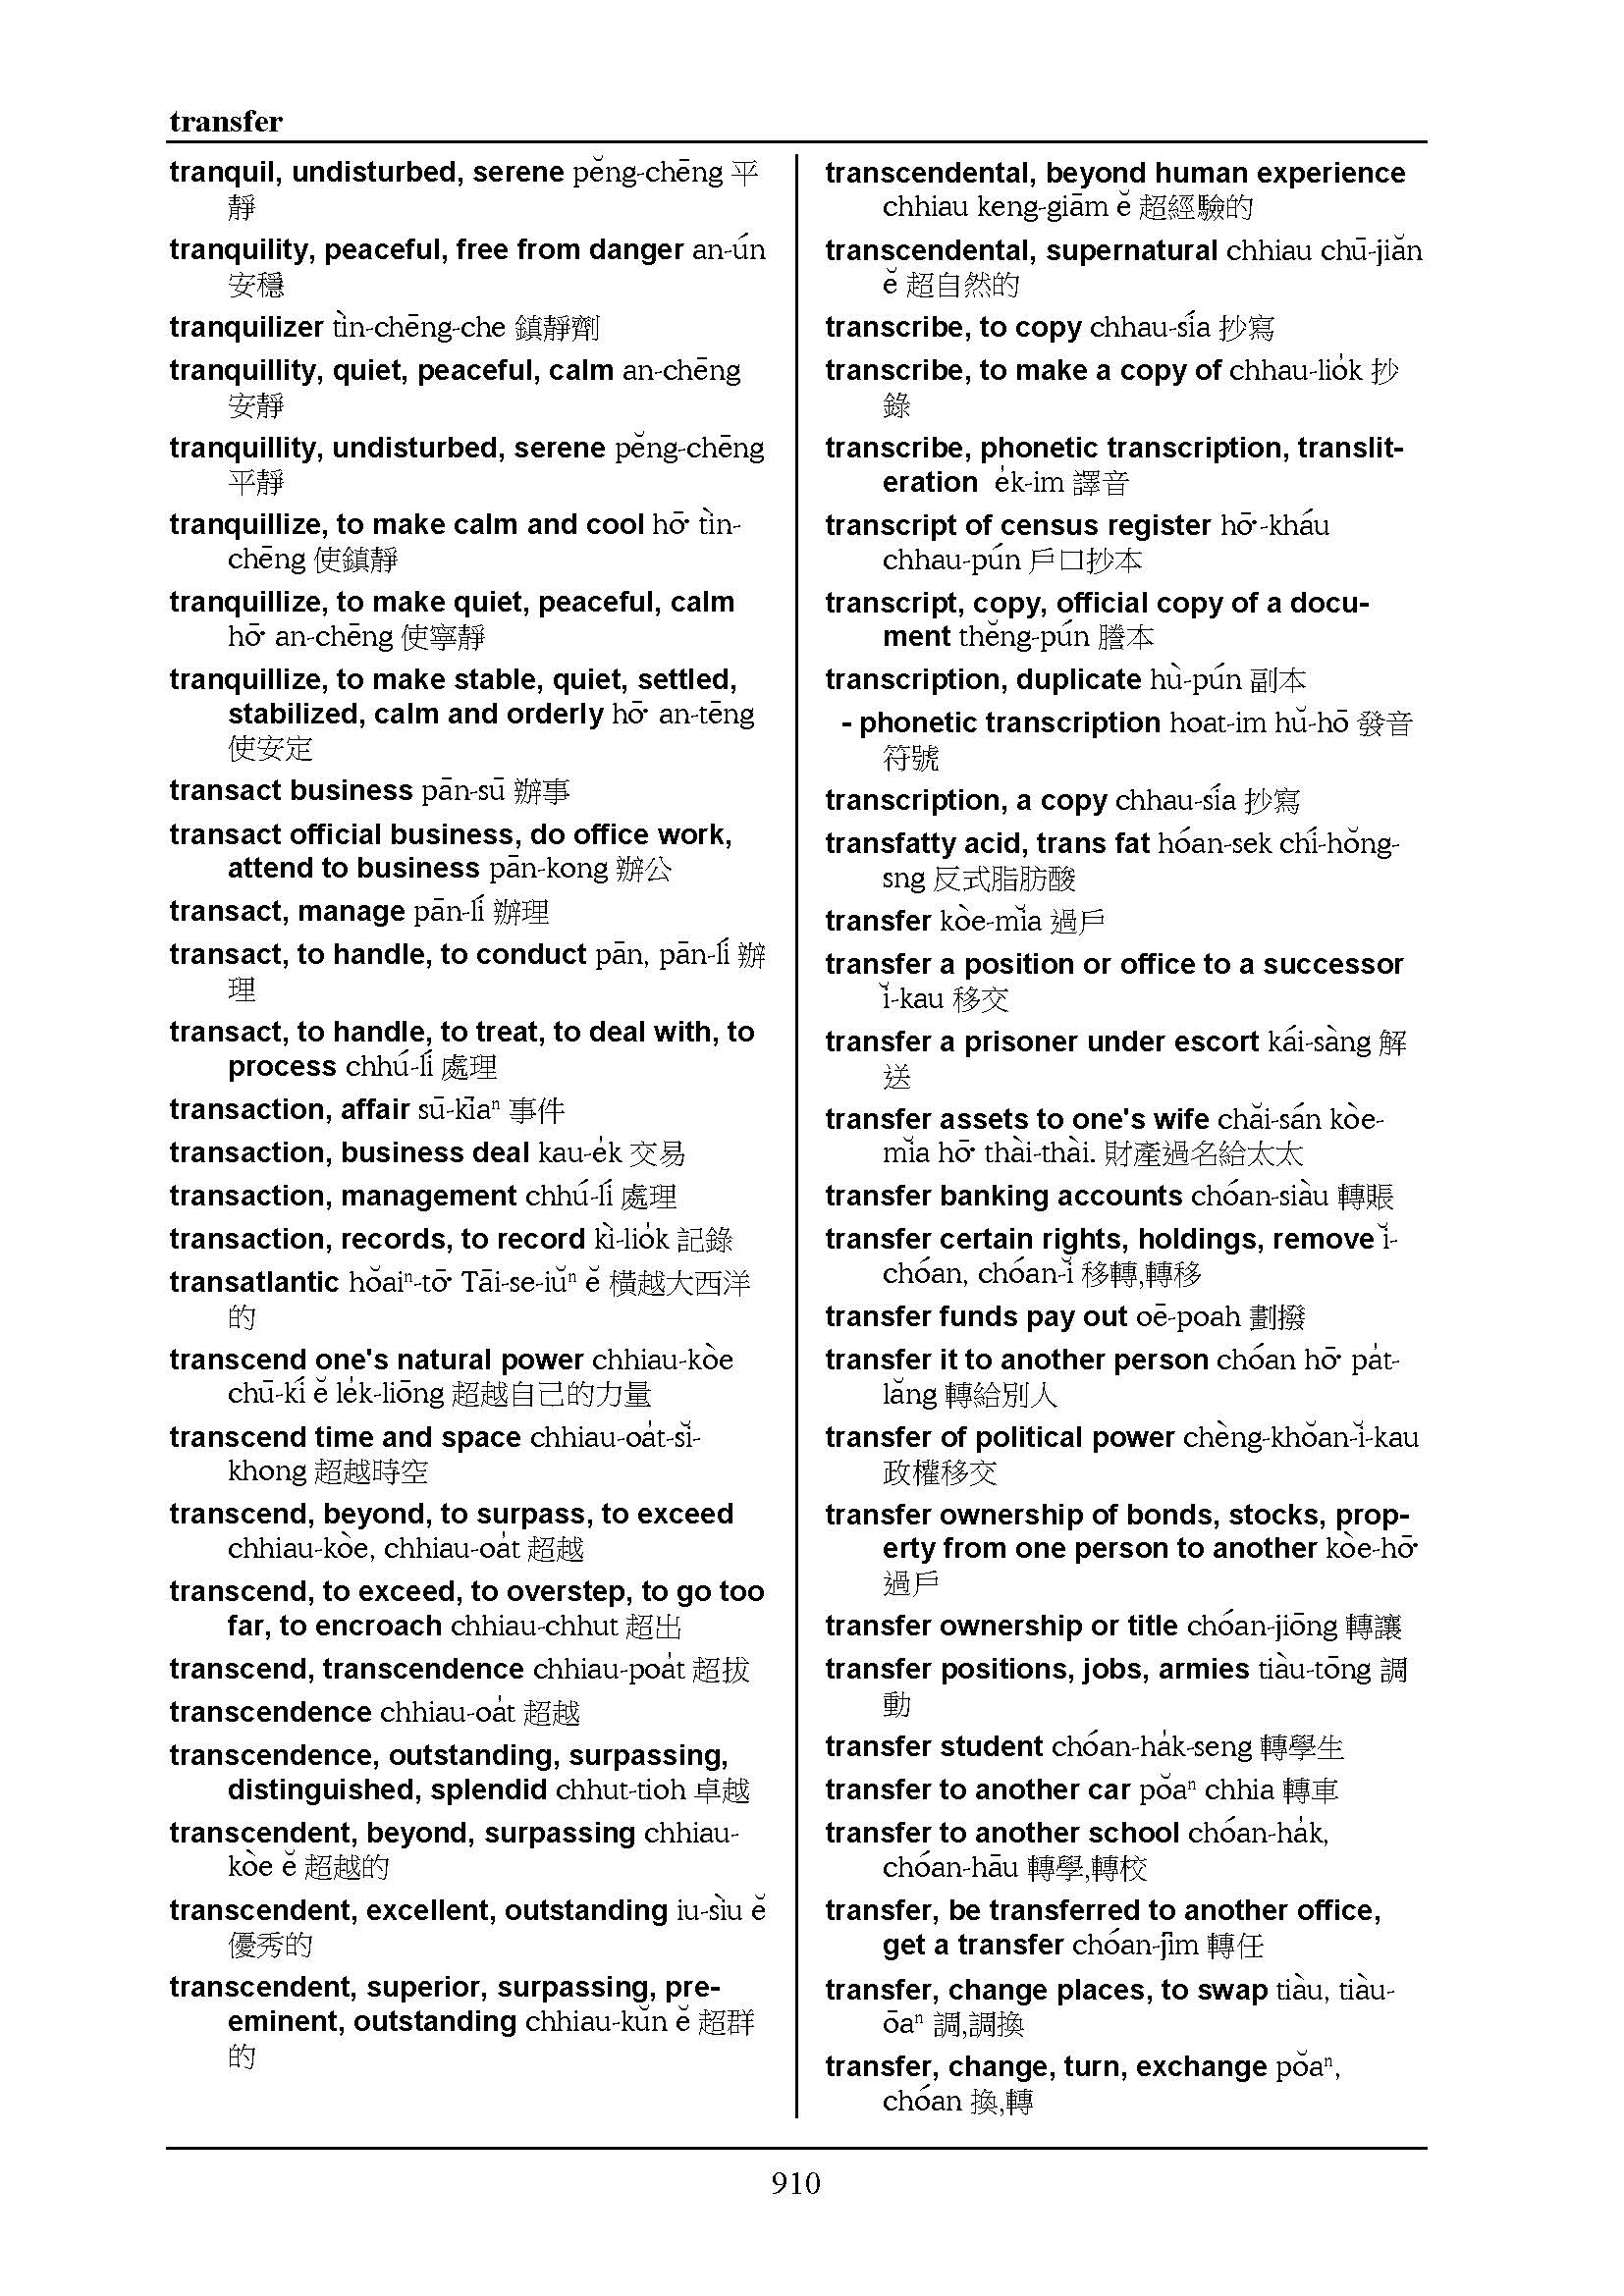 transfer
tranquil, undisturbed, serene pĕng-chēng 平
靜
tranquility, peaceful, free from danger an-ún
安穩
tranquilizer tìn-chēng-che 鎮靜劑
tranquillity, quiet, peaceful, calm an-chēng
安靜
tranquillity, undisturbed, serene pĕng-chēng
平靜
tranquillize, to make calm and cool hō͘ tìn-
chēng 使鎮靜
tranquillize, to make quiet, peaceful, calm
hō͘ an-chēng 使寧靜
tranquillize, to make stable, quiet, settled,
stabilized, calm and orderly hō͘ an-tēng
使安定
transact business pān-sū 辦事
transact official business, do office work,
attend to business pān-kong 辦公
transact, manage pān-lí 辦理
transact, to handle, to conduct pān, pān-lí 辦
理
transact, to handle, to treat, to deal with, to
process chhú-lí 處理
transaction, affair sū-kīaⁿ 事件
transaction, business deal kau-e̍k 交易
transaction, management chhú-lí 處理
transaction, records, to record kì-lio̍k 記錄
transatlantic hŏaiⁿ-tō͘ Tāi-se-iŭⁿ ĕ 橫越大西洋
的
transcend one's natural power chhiau-kòe
chū-kí ĕ le̍k-liōng 超越自己的力量
transcend time and space chhiau-oa̍t-sĭ-
khong 超越時空
transcend, beyond, to surpass, to exceed
chhiau-kòe, chhiau-oa̍t 超越
transcend, to exceed, to overstep, to go too
far, to encroach chhiau-chhut 超出
transcend, transcendence chhiau-poa̍t 超拔
transcendence chhiau-oa̍t 超越
transcendence, outstanding, surpassing,
distinguished, splendid chhut-tioh 卓越
transcendent, beyond, surpassing chhiau-
kòe ĕ 超越的
transcendent, excellent, outstanding iu-sìu ĕ
優秀的
transcendent, superior, surpassing, pre-
eminent, outstanding chhiau-kŭn ĕ 超群
的
transcendental, beyond human experience
chhiau keng-giām ĕ 超經驗的
transcendental, supernatural chhiau chū-jiăn
ĕ 超自然的
transcribe, to copy chhau-sía 抄寫
transcribe, to make a copy of chhau-lio̍k 抄
錄
transcribe, phonetic transcription, translit-
eration e̍k-im 譯音
transcript of census register hō͘-kháu
chhau-pún 戶口抄本
transcript, copy, official copy of a docu-
ment thĕng-pún 謄本
transcription, duplicate hù-pún 副本
- phonetic transcription hoat-im hŭ-hō 發音
符號
transcription, a copy chhau-sía 抄寫
transfatty acid, trans fat hóan-sek chí-hŏng-
sng 反式脂肪酸
transfer kòe-mĭa 過戶
transfer a position or office to a successor
ĭ-kau 移交
transfer a prisoner under escort kái-sàng 解
送
transfer assets to one's wife chăi-sán kòe-
mĭa hō͘ thài-thài. 財產過名給太太
transfer banking accounts chóan-siàu 轉賬
transfer certain rights, holdings, remove ĭ-
chóan, chóan-ĭ 移轉,轉移
transfer funds pay out oē-poah 劃撥
transfer it to another person chóan hō͘ pa̍t-
lăng 轉給別人
transfer of political power chèng-khŏan-ĭ-kau
政權移交
transfer ownership of bonds, stocks, prop-
erty from one person to another kòe-hō͘
過戶
transfer ownership or title chóan-jiōng 轉讓
transfer positions, jobs, armies tiàu-tōng 調
動
transfer student chóan-ha̍k-seng 轉學生
transfer to another car pŏaⁿ chhia 轉車
transfer to another school chóan-ha̍k,
chóan-hāu 轉學,轉校
transfer, be transferred to another office,
get a transfer chóan-jīm 轉任
transfer, change places, to swap tiàu, tiàu-
ōaⁿ 調,調換
transfer, change, turn, exchange pŏaⁿ,
chóan 換,轉
910